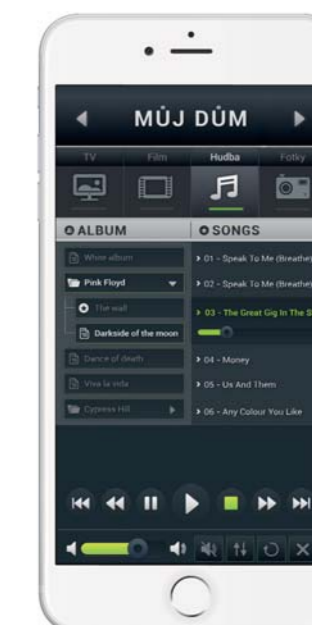 MŮJ DŮM
TV Film Hudba Fotky
ALBUM
SONGS
Whole album
Pink Floyd
The wall
Darkside of the moon
Dance of death
Viva la vida
Cypress Hill
01 - Speak To Me (Breathe)
02 - Speak To Me (Breathe)
03 - The Great Gig In The S
04 - Money
05 - Us And Them
06 - Any Colour You Like